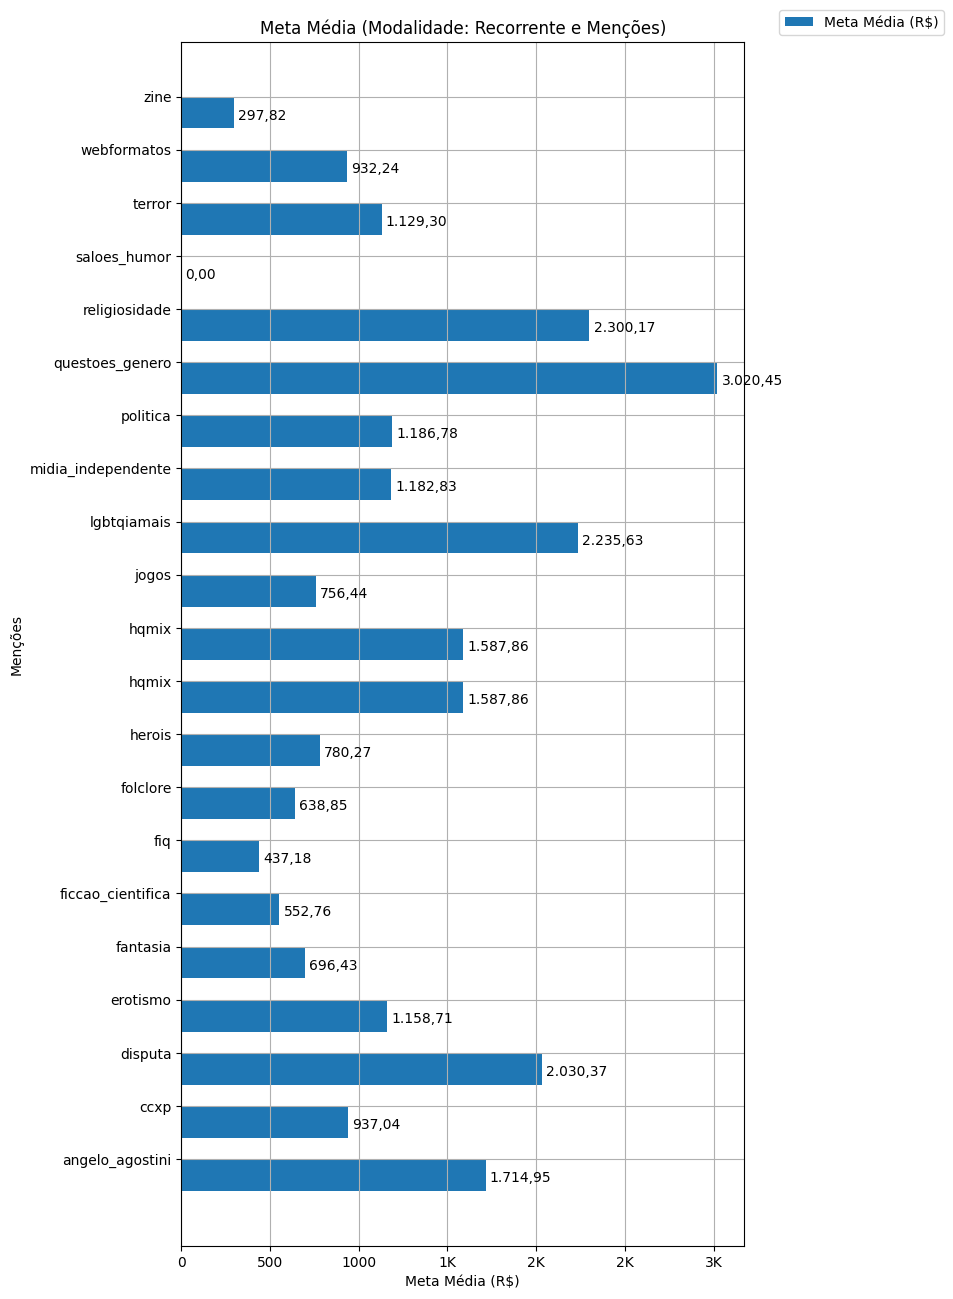 Meta Média (Modalidade: Recorrente e Menções)
Meta Média (R$)
zine
297,82
webformatos
932,24
terror
1.129,30
saloes_humor
0,00
religiosidade
2.300,17
questoes_genero
3.020,45
politica
1.186,78
midia_independente
1.182,83
lgbtqiamais
2.235,63
jogos
756,44
hqmix
1.587,86
hqmix
1.587,86
herois
780,27
folclore
638,85
fiq
437,18
ficcao_cientifica
552,76
fantasia
696,43
erotismo
1.158,71
disputa
2.030,37
ccxp
937,04
angelo_agostini
1.714,95
Menções
0 500 1000 1K 2K 2K 3K
Meta Média (R$)